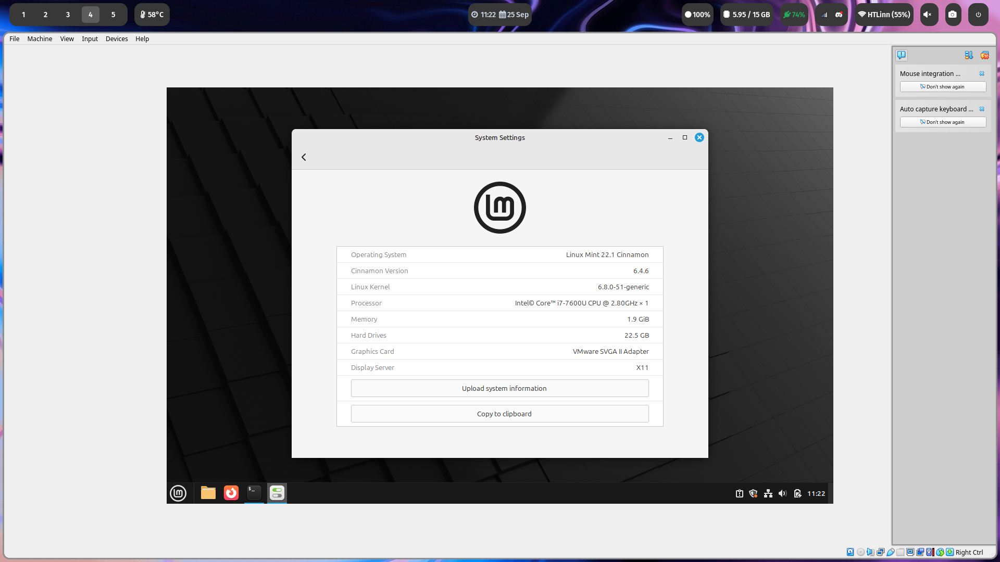 1 2 3 4 5 58°C 11:22 25 Sep 100% 5.95 / 15 GB 74% HTLinn (55%)
File Machine View Input Devices Help
Mouse integration ...
Don't show again
Auto capture keyboard ...
Don't show again
System Settings
lm
Operating System Linux Mint 22.1 Cinnamon
Cinnamon Version 6.4.6
Linux Kernel 6.8.0-51-generic
Processor Intel© Core™ i7-7600U CPU @ 2.80GHz × 1
Memory 1.9 GiB
Hard Drives 22.5 GB
Graphics Card VMware SVGA II Adapter
Display Server X11
Upload system information
Copy to clipboard
lm $_ 11:22
Right Ctrl